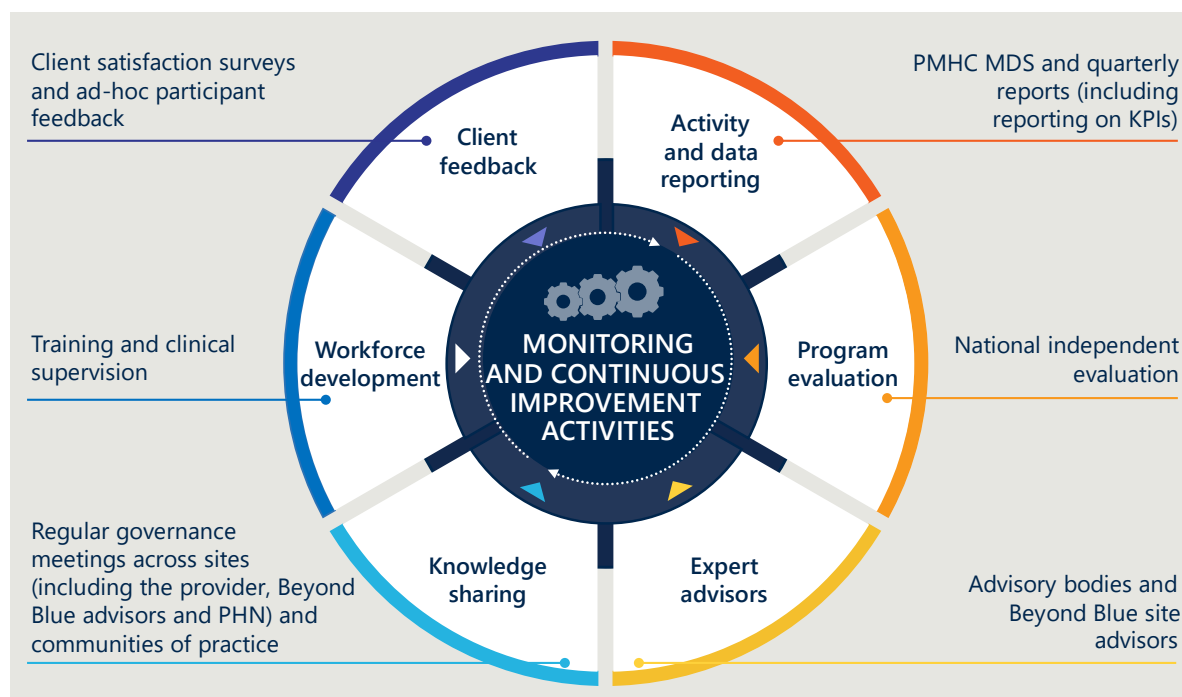 Client satisfaction surveys
and ad-hoc participant
feedback
Client
feedback
Activity
and data
reporting
PMHC MDS and quarterly
reports (including
reporting on KPIs)
Training and clinical
supervision
Workforce
development
MONITORING
AND CONTINUOUS
IMPROVEMENT
ACTIVITIES
Program
evaluation
National independent
evaluation
Regular governance
meetings across sites
(including the provider, Beyond
Blue advisors and PHN) and
communities of practice
Knowledge
sharing
Expert
advisors
Advisory bodies and
Beyond Blue site
advisors